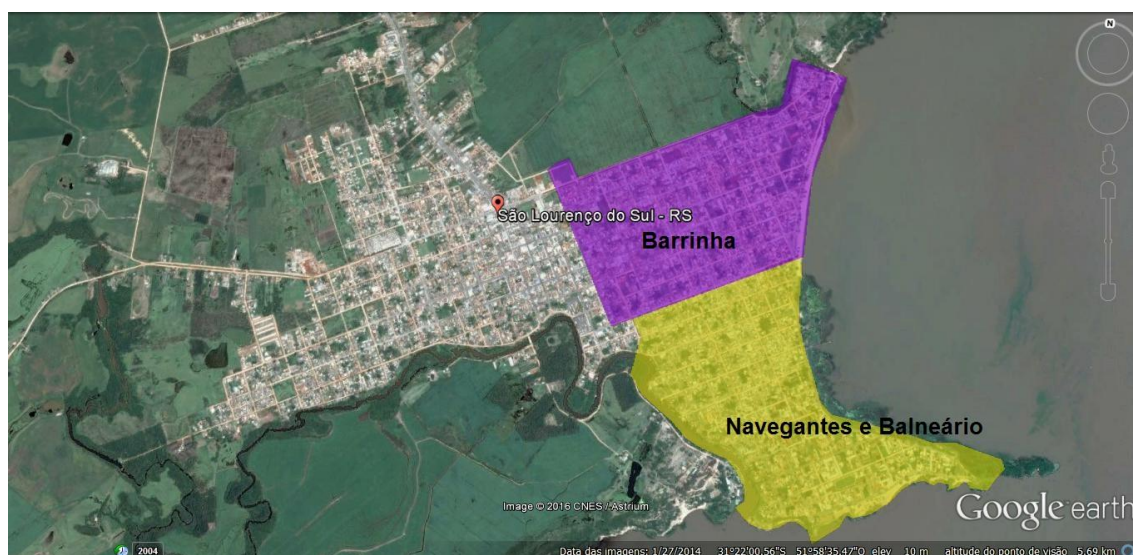 N
São Lourenço do Sul - RS
Barrinha
Navegantes e Balneário
Image © 2016 CNES / Astrium
Google earth
2004
Data das imagens: 1/27/2014 31°22'00.56"S 51°58'35.47"O elev 10 m altitude do ponto de visão 5.69 km